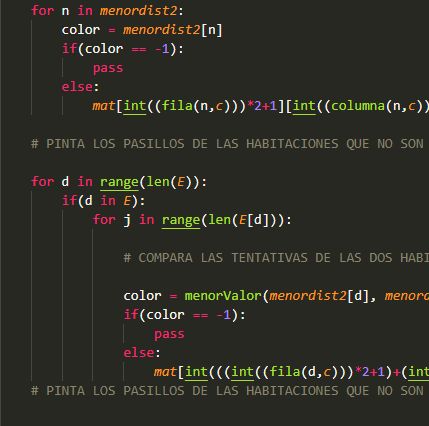 for n in menordist2:
color = menordist2[n]
if(color == -1):
pass
else:
mat[int((fila(n,c)))*2+1][int((columna(n,c))
# PINTA LOS PASILLOS DE LAS HABITACIONES QUE NO SON
for d in range(len(E)):
if(d in E):
for j in range(len(E[d])):
# COMPARA LAS TENTATIVAS DE LAS DOS HABI
color = menorValor(menordist2[d], menor
if(color == -1):
pass
else:
mat[int(((int((fila(d,c)))*2+1)+(int
# PINTA LOS PASILLOS DE LAS HABITACIONES QUE NO SON